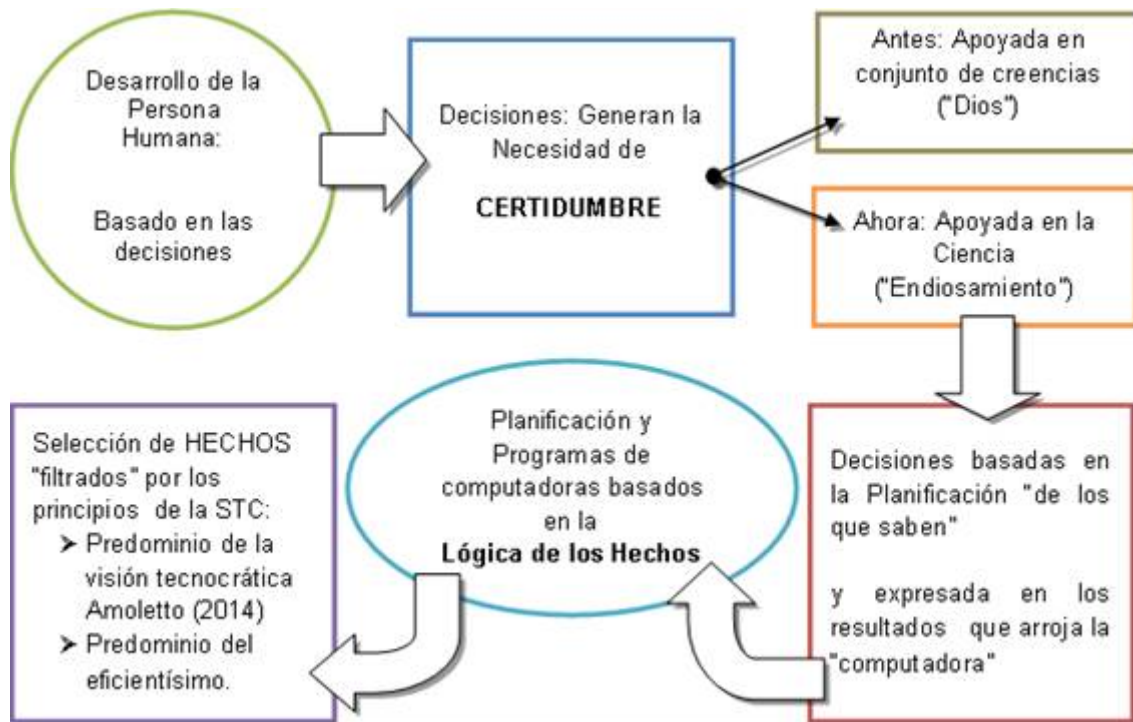 Desarrollo de la
Persona
Humana:
Basado en las
decisiones
Decisiones: Generan la
Necesidad de
CERTIDUMBRE
Antes: Apoyada en
conjunto de creencias
("Dios")
Ahora: Apoyada en la
Ciencia
("Endiosamiento")
Decisiones basadas en
la Planificación "de los
que saben"
y expresada en los
resultados que arroja la
"computadora"
Planificación y
Programas de
computadoras basados
en la
Lógica de los Hechos
Selección de HECHOS
"filtrados" por los
principios de la STC:
➤ Predominio de la
visión tecnocrática
Amoletto (2014)
➤ Predominio del
eficientísimo.